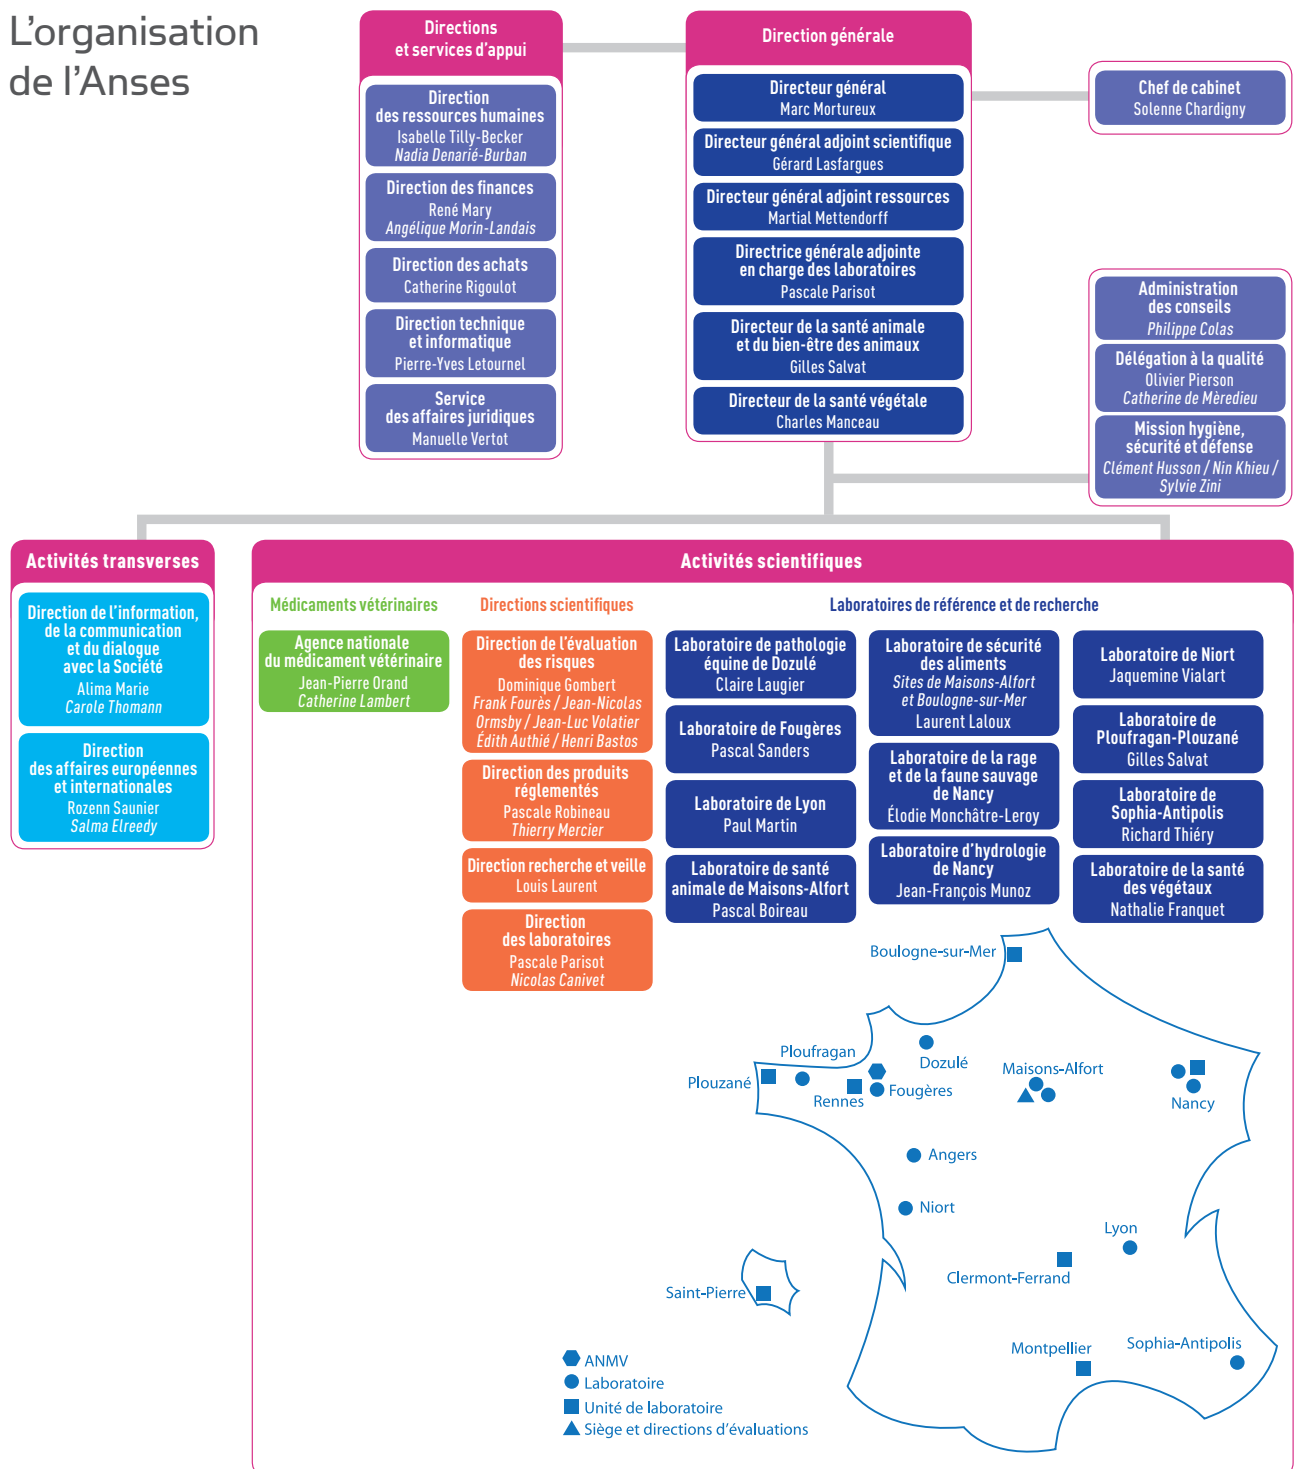 L'organisation
de l'Anses
Directions
et services d'appui
Direction
des ressources humaines
Isabelle Tilly-Becker
Nadia Denarié-Burban
Direction des finances
René Mary
Angélique Morin-Landais
Direction des achats
Catherine Rigoulot
Direction technique
et informatique
Pierre-Yves Letournel
Service
des affaires juridiques
Manuelle Vertot
Direction générale
Directeur général
Marc Mortureux
Directeur général adjoint scientifique
Gérard Lasfargues
Directeur général adjoint ressources
Martial Mettendorff
Directrice générale adjointe
en charge des laboratoires
Pascale Parisot
Directeur de la santé animale
et du bien-être des animaux
Gilles Salvat
Directeur de la santé végétale
Charles Manceau
Chef de cabinet
Solenne Chardigny
Administration
des conseils
Philippe Colas
Délégation à la qualité
Olivier Pierson
Catherine de Mèredieu
Mission hygiène,
sécurité et défense
Clément Husson / Nin Khieu /
Sylvie Zini
Activités transverses
Direction de l'information,
de la communication
et du dialogue
avec la Société
Alima Marie
Carole Thomann
Direction
des affaires européennes
et internationales
Rozenn Saunier
Salma Elreedy
Activités scientifiques
Médicaments vétérinaires
Agence nationale
du médicament vétérinaire
Jean-Pierre Orand
Catherine Lambert
Directions scientifiques
Direction de l'évaluation
des risques
Dominique Gombert
Frank Fourès / Jean-Nicolas
Ormsby / Jean-Luc Volatier
Édith Authié / Henri Bastos
Direction des produits
réglementés
Pascale Robineau
Thierry Mercier
Direction recherche et veille
Louis Laurent
Direction
des laboratoires
Pascale Parisot
Nicolas Canivet
Laboratoires de référence et de recherche
Laboratoire de pathologie
équine de Dozulé
Claire Laugier
Laboratoire de Fougères
Pascal Sanders
Laboratoire de Lyon
Paul Martin
Laboratoire de santé
animale de Maisons-Alfort
Pascal Boireau
Laboratoire de sécurité
des aliments
Sites de Maisons-Alfort
et Boulogne-sur-Mer
Laurent Laloux
Laboratoire de la rage
et de la faune sauvage
de Nancy
Élodie Monchâtre-Leroy
Laboratoire d'hydrologie
de Nancy
Jean-François Munoz
Laboratoire de Niort
Jaquemine Vialart
Laboratoire de
Ploufragan-Plouzané
Gilles Salvat
Laboratoire de
Sophia-Antipolis
Richard Thiéry
Laboratoire de la santé
des végétaux
Nathalie Franquet
Boulogne-sur-Mer
Ploufragan
Dozulé
Maisons-Alfort
Plouzané
Rennes
Fougères
Nancy
Angers
Niort
Lyon
Clermont-Ferrand
Saint-Pierre
Montpellier
Sophia-Antipolis
ANMV
Laboratoire
Unité de laboratoire
Siège et directions d'évaluations